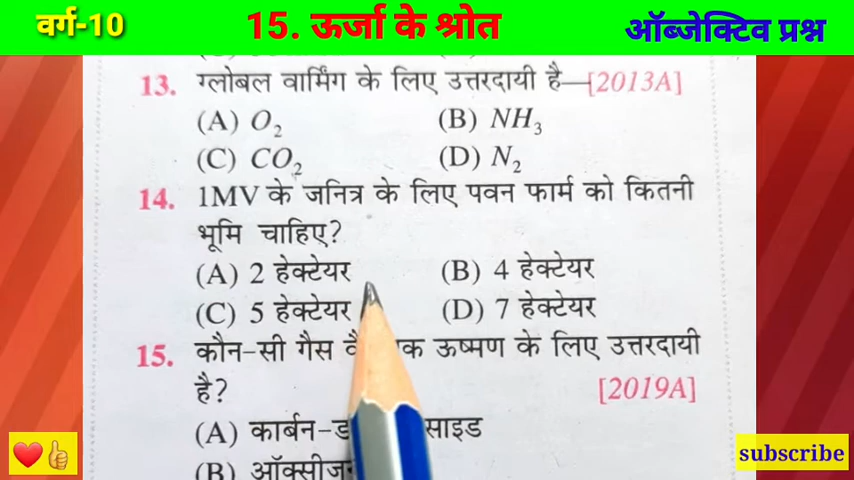 वर्ग-10
15. ऊर्जा के श्रोत
ऑब्जेक्टिव प्रश्न
13. ग्लोबल वार्मिंग के लिए उत्तरदायी है—[2013A]
(A) O₂ (B) NH₃
(C) CO₂ (D) N₂
14. 1MV के जनित्र के लिए पवन फार्म को कितनी
भूमि चाहिए?
(A) 2 हेक्टेयर (B) 4 हेक्टेयर
(C) 5 हेक्टेयर (D) 7 हेक्टेयर
15. कौन-सी गैस ऊष्मण के लिए उत्तरदायी
है? [2019A]
(A) कार्बन-
(B)
subscribe